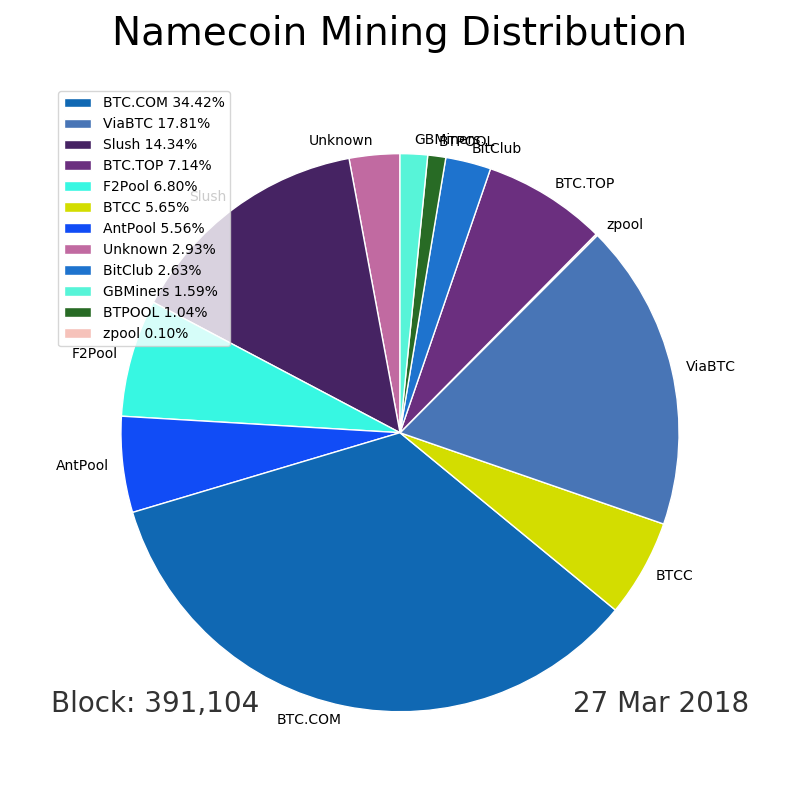 Namecoin Mining Distribution
BTC.COM 34.42%
ViaBTC 17.81%
Slush 14.34%
BTC.TOP 7.14%
F2Pool 6.80%
BTCC 5.65%
AntPool 5.56%
Unknown 2.93%
BitClub 2.63%
GBMiners 1.59%
BTPOOL 1.04%
zpool 0.10%
Unknown
GBMiners
BTPOOL
BitClub
BTC.TOP
Slush
zpool
F2Pool
ViaBTC
AntPool
BTCC
Block: 391,104
27 Mar 2018
BTC.COM